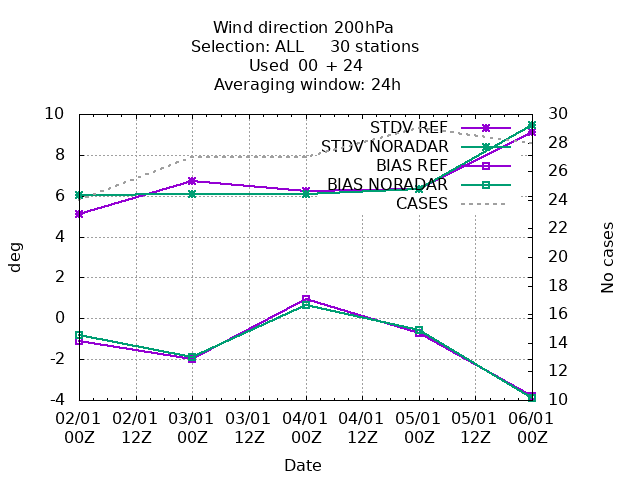 Wind direction 200hPa
Selection: ALL 30 stations
Used 00 + 24
Averaging window: 24h
10 30
STDV REF
28
8 STDV NORADAR
26
BIAS REF
6 BIAS NORADAR 24
CASES
22
4
20
2 18
16
0
14
-2
12
-4 10
deg
No cases
02/01 02/01 03/01 03/01 04/01 04/01 05/01 05/01 06/01
00Z 12Z 00Z 12Z 00Z 12Z 00Z 12Z 00Z
Date